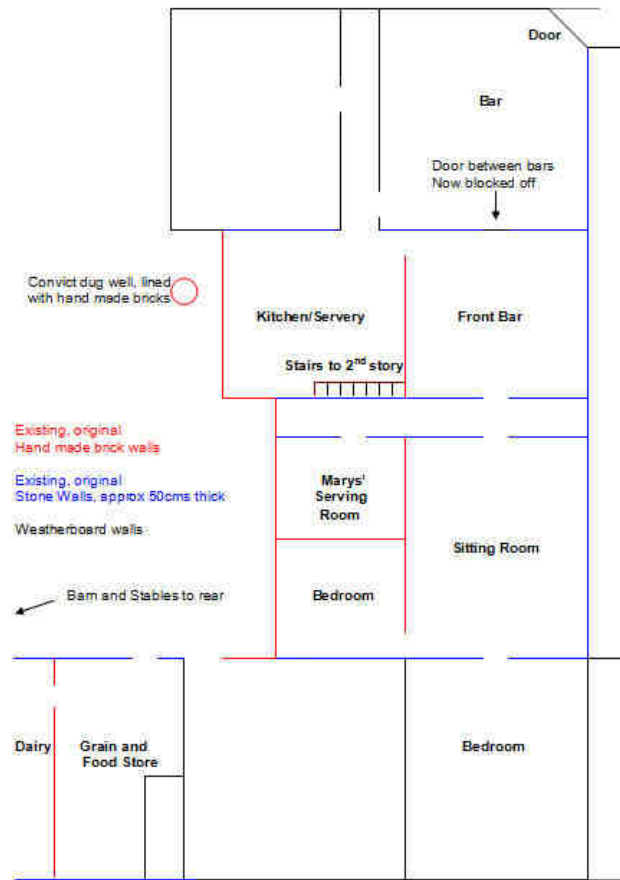 Door
Bar
Door between bars
Now blocked off
Convict dug well, lined
with hand made bricks
Kitchen/Servery
Front Bar
Stairs to 2nd story
Existing, original
Hand made brick walls
Existing, original
Stone Walls, approx 50cms thick
Weatherboard walls
Marys'
Serving
Room
Sitting Room
Barn and Stables to rear
Bedroom
Dairy
Grain and
Food Store
Bedroom